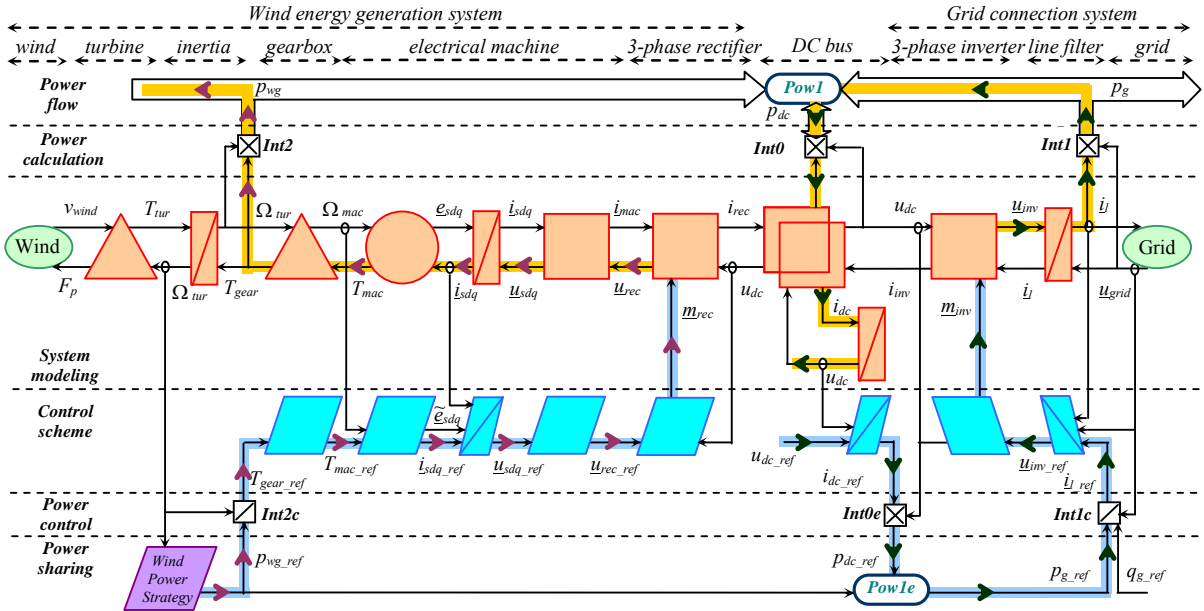 Wind energy generation system Grid connection system
wind turbine inertia gearbox electrical machine 3-phase rectifier DC bus 3-phase inverter line filter grid
Power flow p_wg Pow1 p_dc p_g
Power calculation Int2 Int0 Int1
v_wind T_tur Ω_tur Ω_mac e_sdq i_sdq i_mac i_rec u_dc u_inv i_l
Wind Grid
F_p Ω_tur T_gear T_mac i_sdq u_sdq u_rec u_dc i_dc i_inv i_l u_grid
m_rec m_inv
System modeling u_dc
Control scheme ẽ_sdq
T_mac_ref i_sdq_ref u_sdq_ref u_rec_ref u_dc_ref u_inv_ref
T_gear_ref i_dc_ref i_l_ref
Power control Int2c Int0e Int1c
Power sharing Wind Power Strategy p_wg_ref p_dc_ref Pow1e p_g_ref q_g_ref